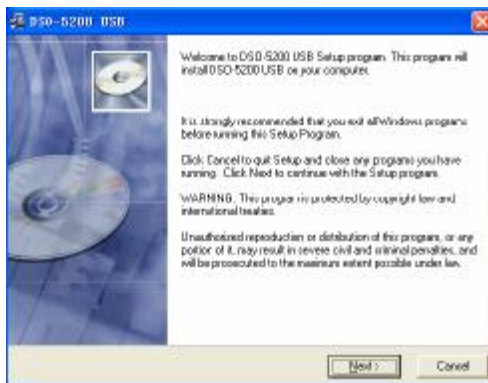 DSO-5200 USB
Welcome to DSO-5200 USB Setup program. This program will
install DSO-5200 USB on your computer.
It is strongly recommended that you exit all Windows programs
before running this Setup Program.
Click Cancel to quit Setup and close any programs you have
running. Click Next to continue with the Setup program.
WARNING: This program is protected by copyright law and
international treaties.
Unauthorized reproduction or distribution of this program, or any
portion of it, may result in severe civil and criminal penalties, and
will be prosecuted to the maximum extent possible under law.
Next >
Cancel